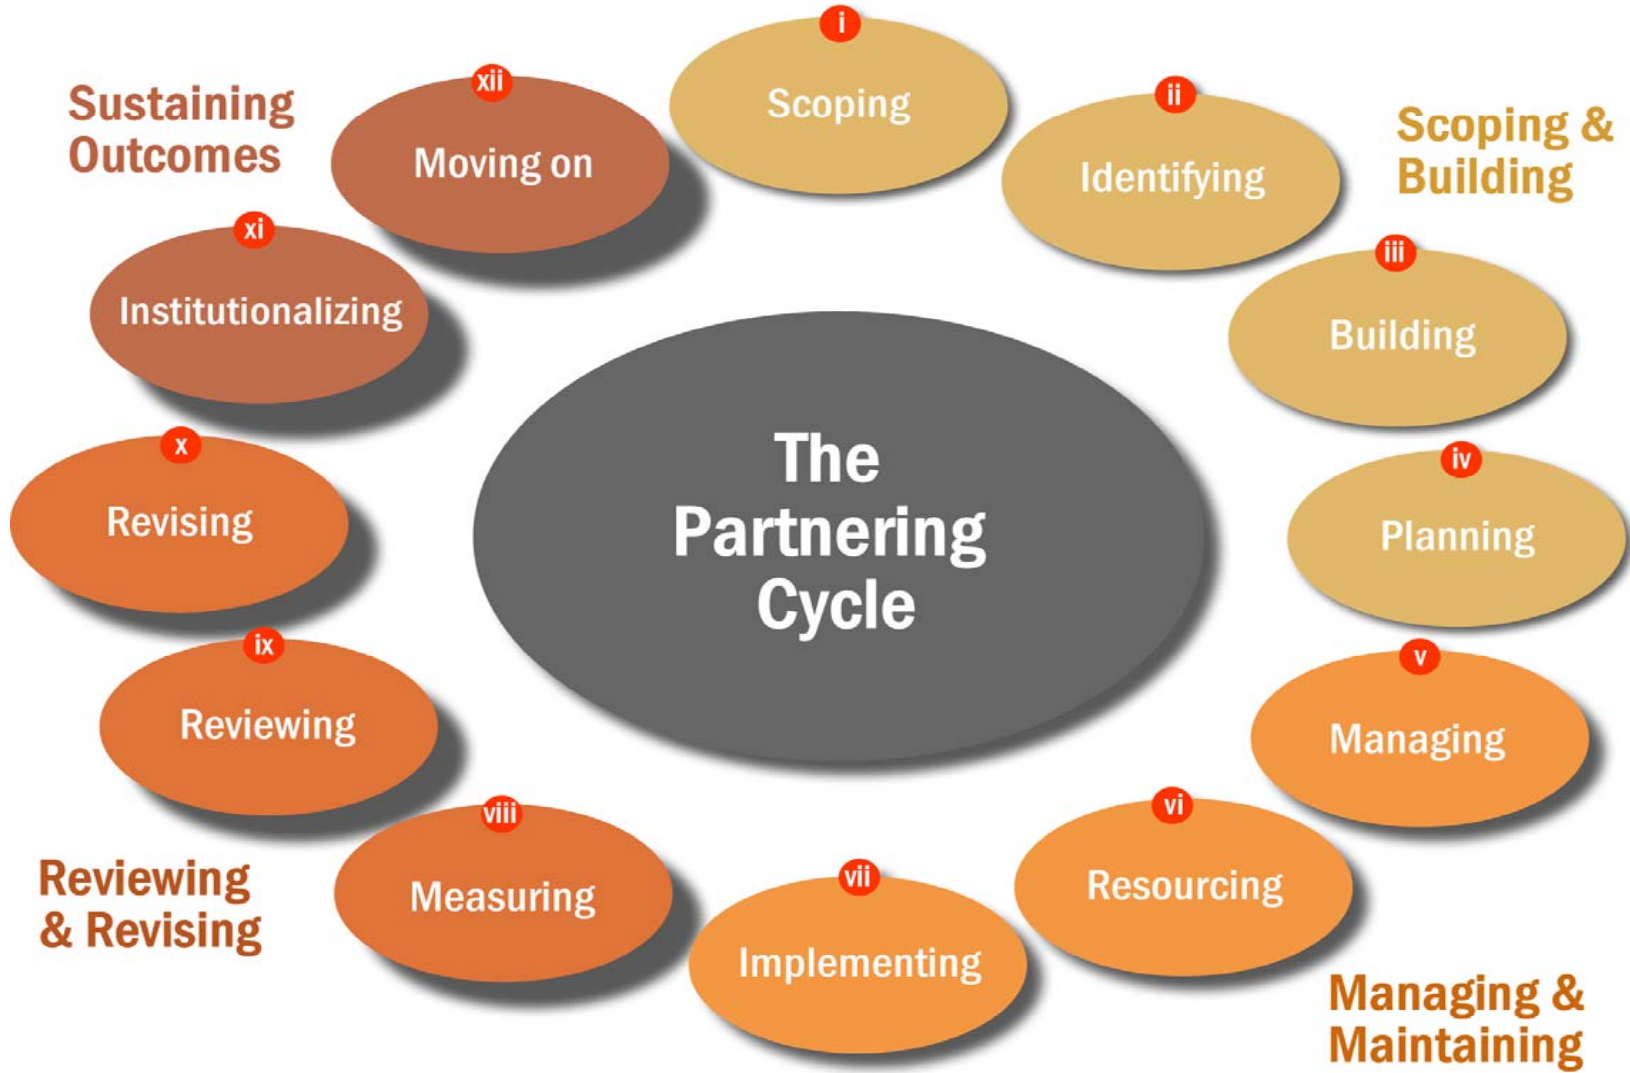 The
Partnering
Cycle
Scoping &
Building
i
Scoping
ii
Identifying
iii
Building
iv
Planning
Managing &
Maintaining
v
Managing
vi
Resourcing
vii
Implementing
Reviewing
& Revising
viii
Measuring
ix
Reviewing
x
Revising
Sustaining
Outcomes
xi
Institutionalizing
xii
Moving on